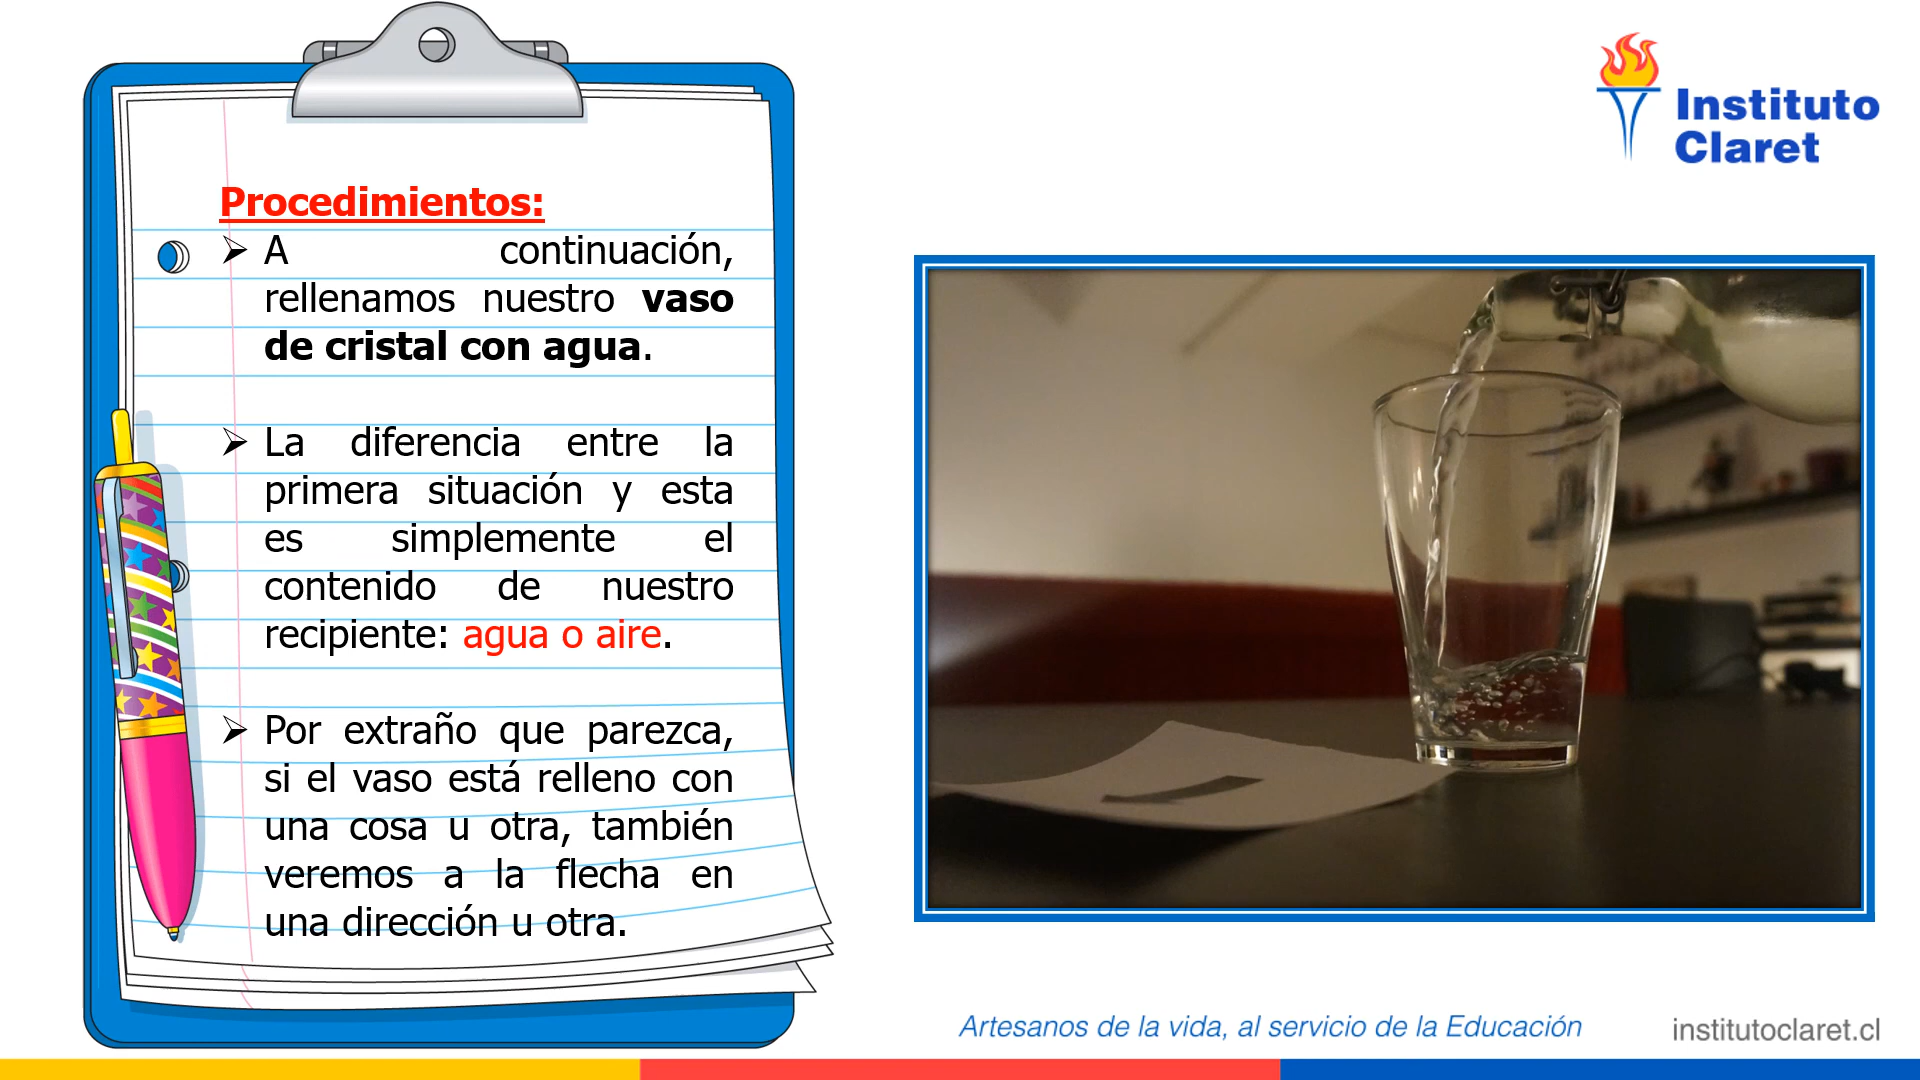 Procedimientos:
➢ A continuación,
rellenamos nuestro vaso
de cristal con agua.
➢ La diferencia entre la
primera situación y esta
es simplemente el
contenido de nuestro
recipiente: agua o aire.
➢ Por extraño que parezca,
si el vaso está relleno con
una cosa u otra, también
veremos a la flecha en
una dirección u otra.
Instituto
Claret
Artesanos de la vida, al servicio de la Educación
institutoclaret.cl